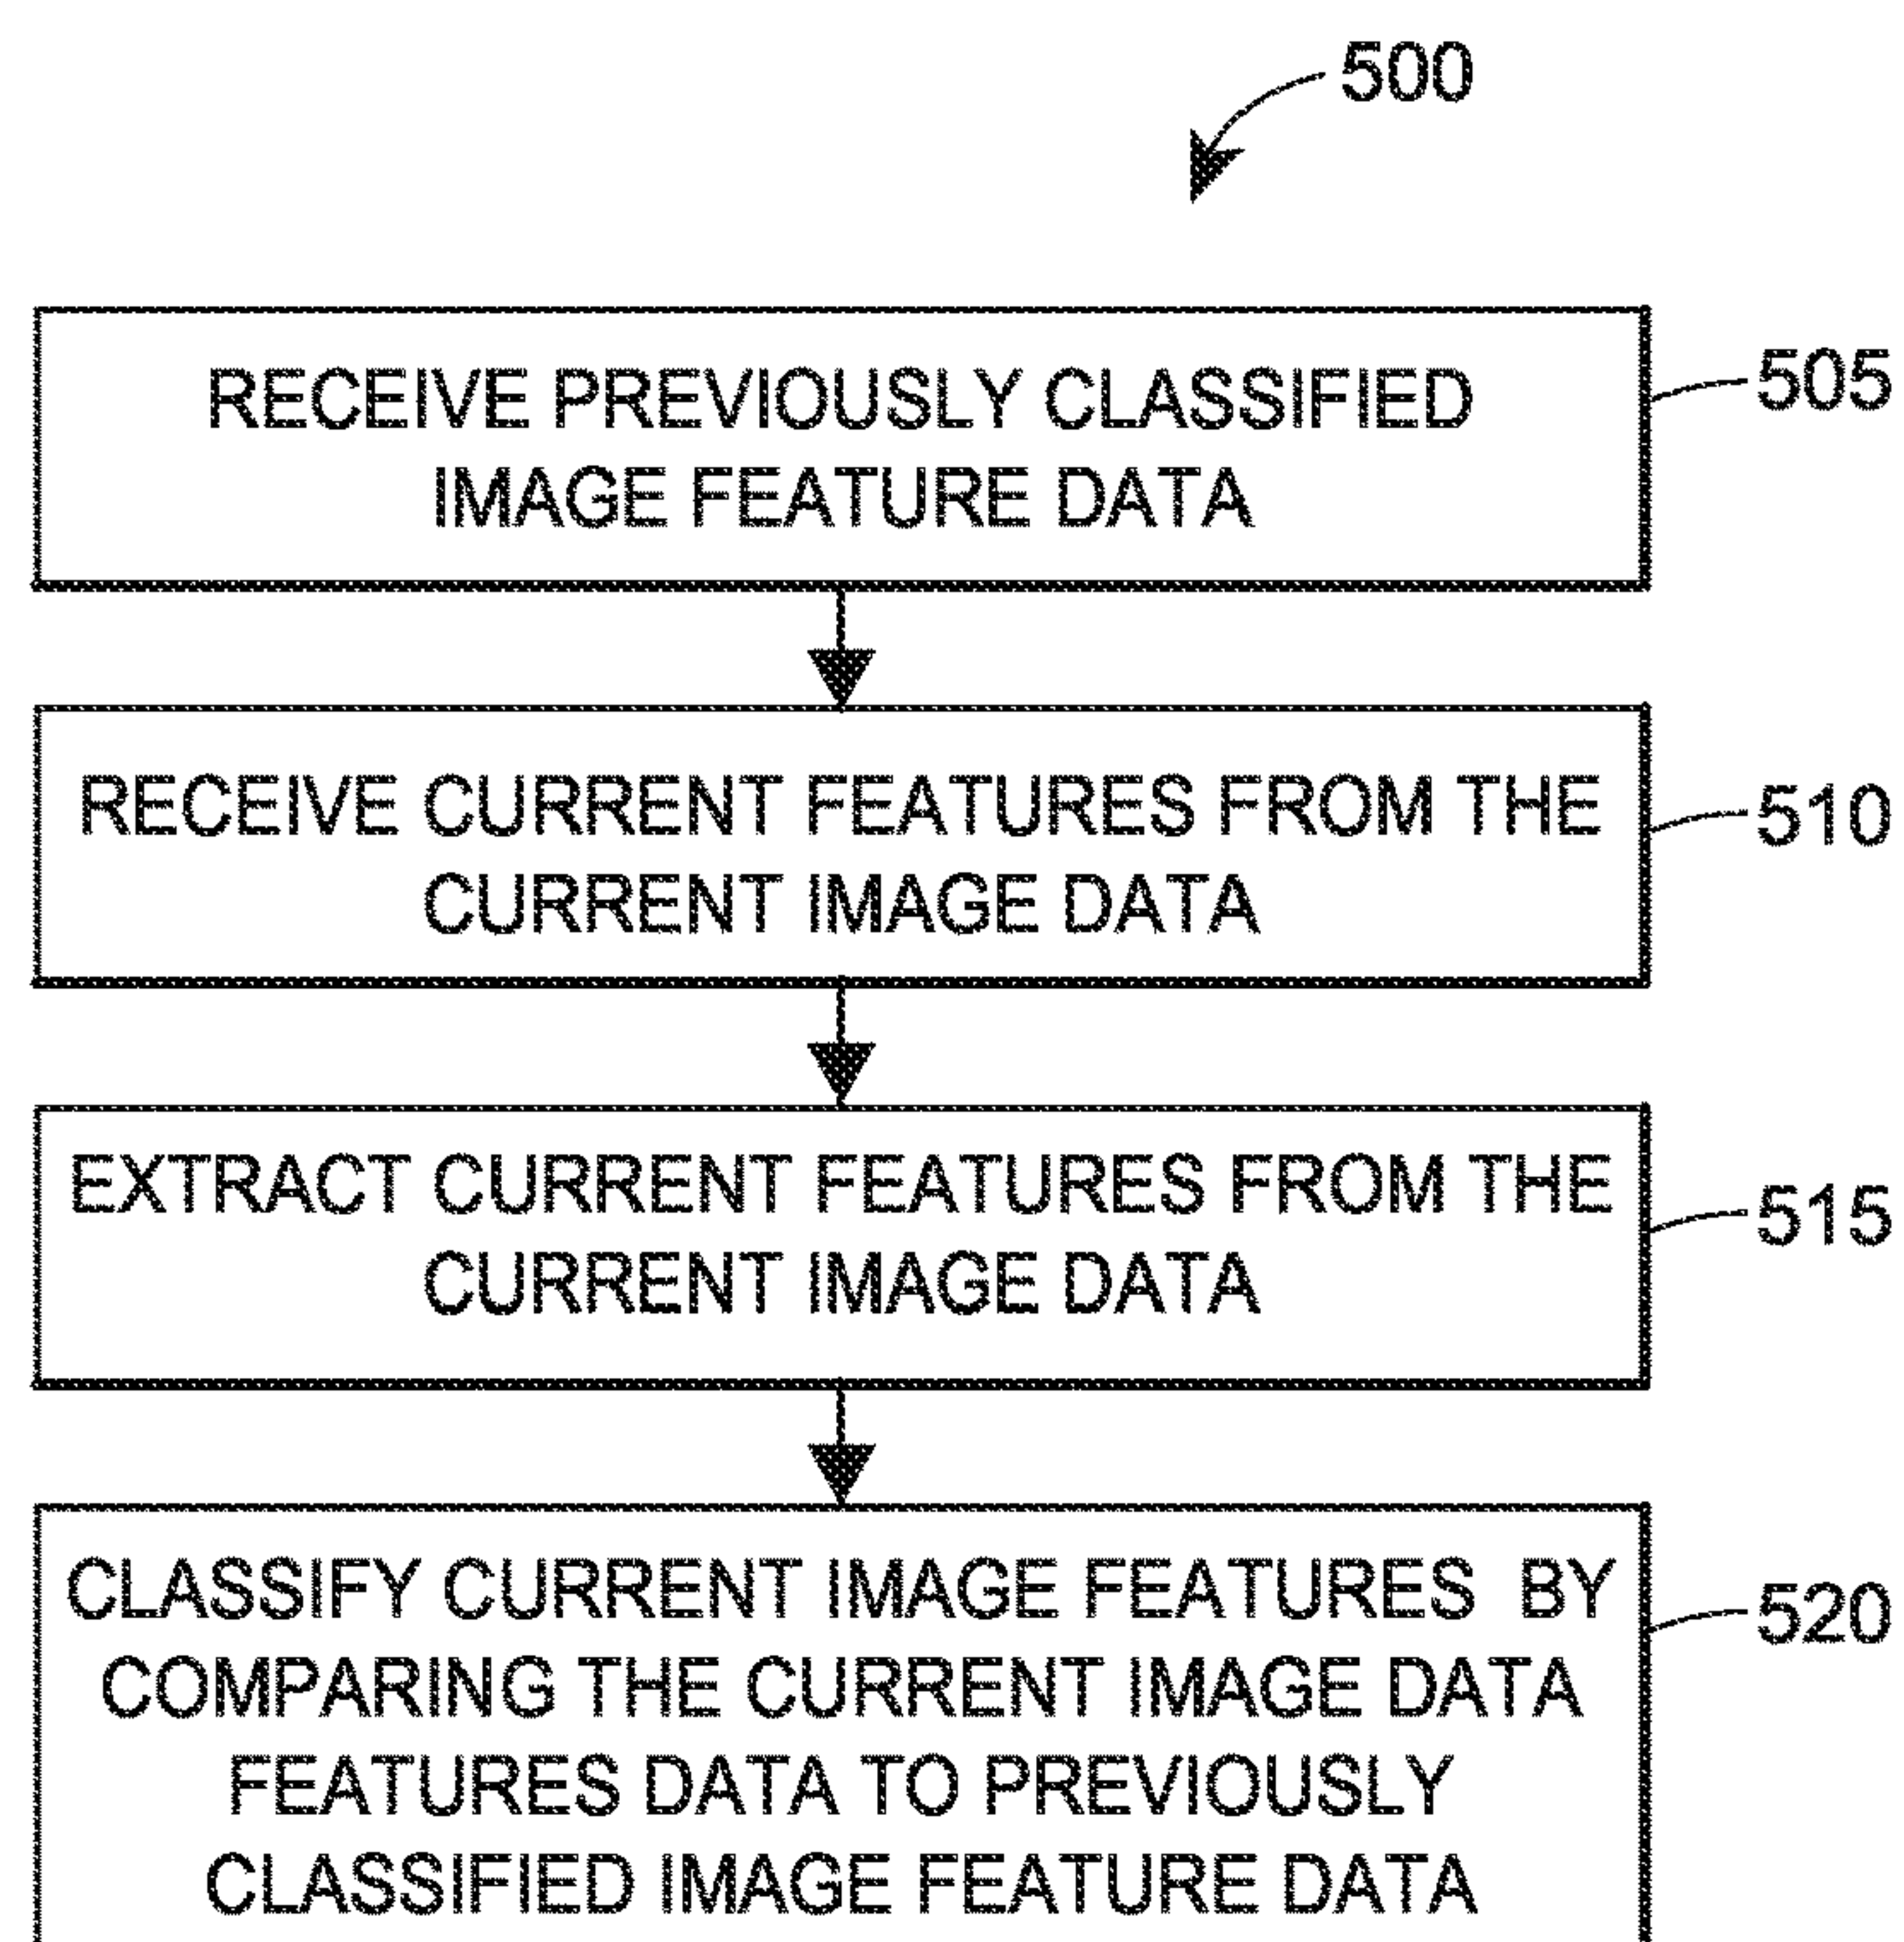 500
RECEIVE PREVIOUSLY CLASSIFIED
IMAGE FEATURE DATA
505
RECEIVE CURRENT FEATURES FROM THE
CURRENT IMAGE DATA
510
EXTRACT CURRENT FEATURES FROM THE
CURRENT IMAGE DATA
515
CLASSIFY CURRENT IMAGE FEATURES BY
COMPARING THE CURRENT IMAGE DATA
FEATURES DATA TO PREVIOUSLY
CLASSIFIED IMAGE FEATURE DATA
520